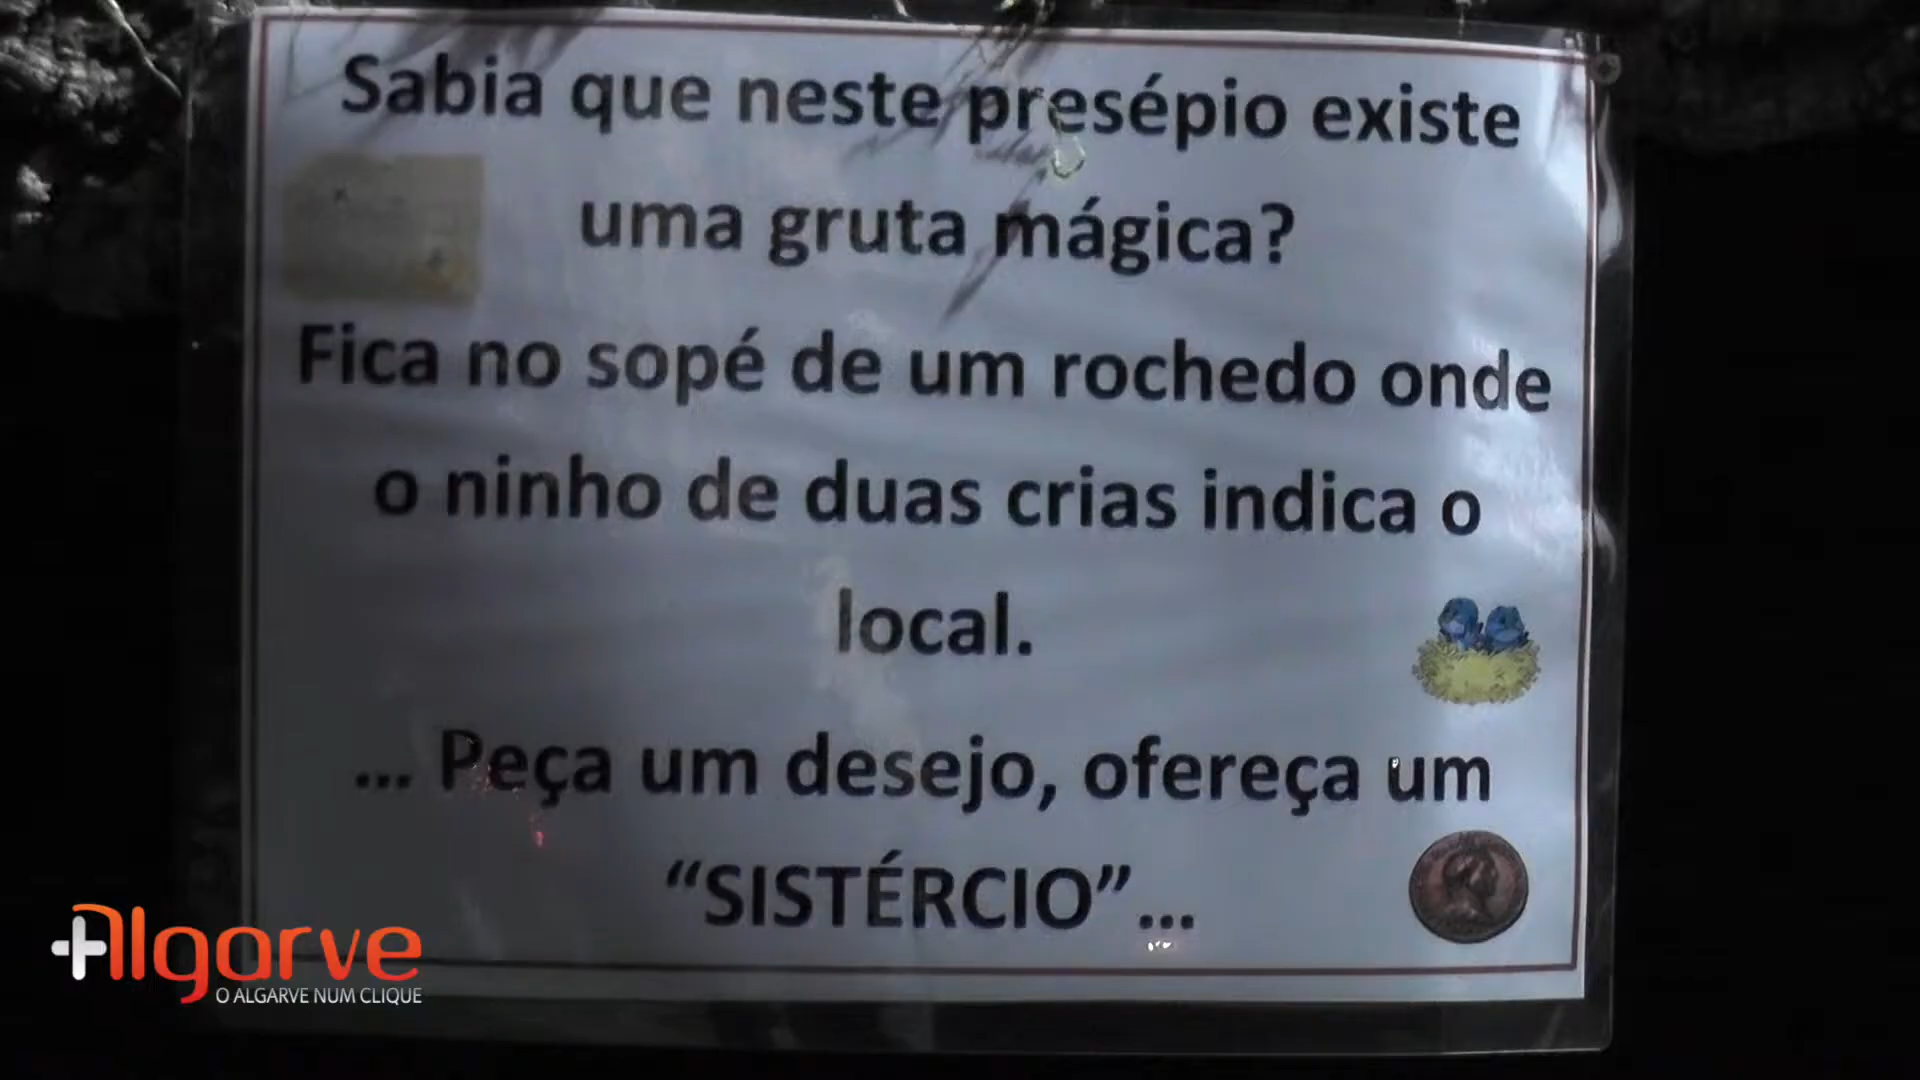 Sabia que neste presépio existe
uma gruta mágica?
Fica no sopé de um rochedo onde
o ninho de duas crias indica o
local.
... Peça um desejo, ofereça um
“SISTÉRCIO”...
+Algarve
O ALGARVE NUM CLIQUE